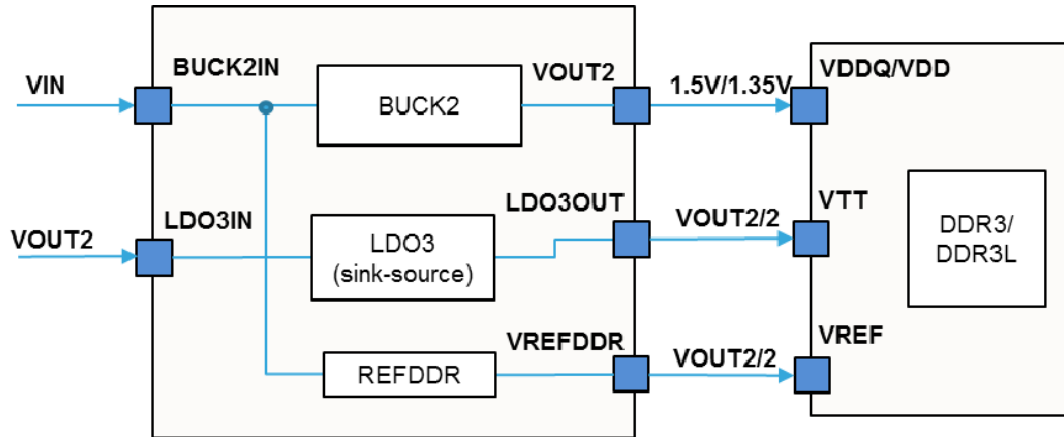 VIN
BUCK2IN
BUCK2
VOUT2
1.5V/1.35V
VDDQ/VDD
VOUT2
LDO3IN
LDO3
(sink-source)
LDO3OUT
VOUT2/2
VTT
DDR3/
DDR3L
REFDDR
VREFDDR
VOUT2/2
VREF